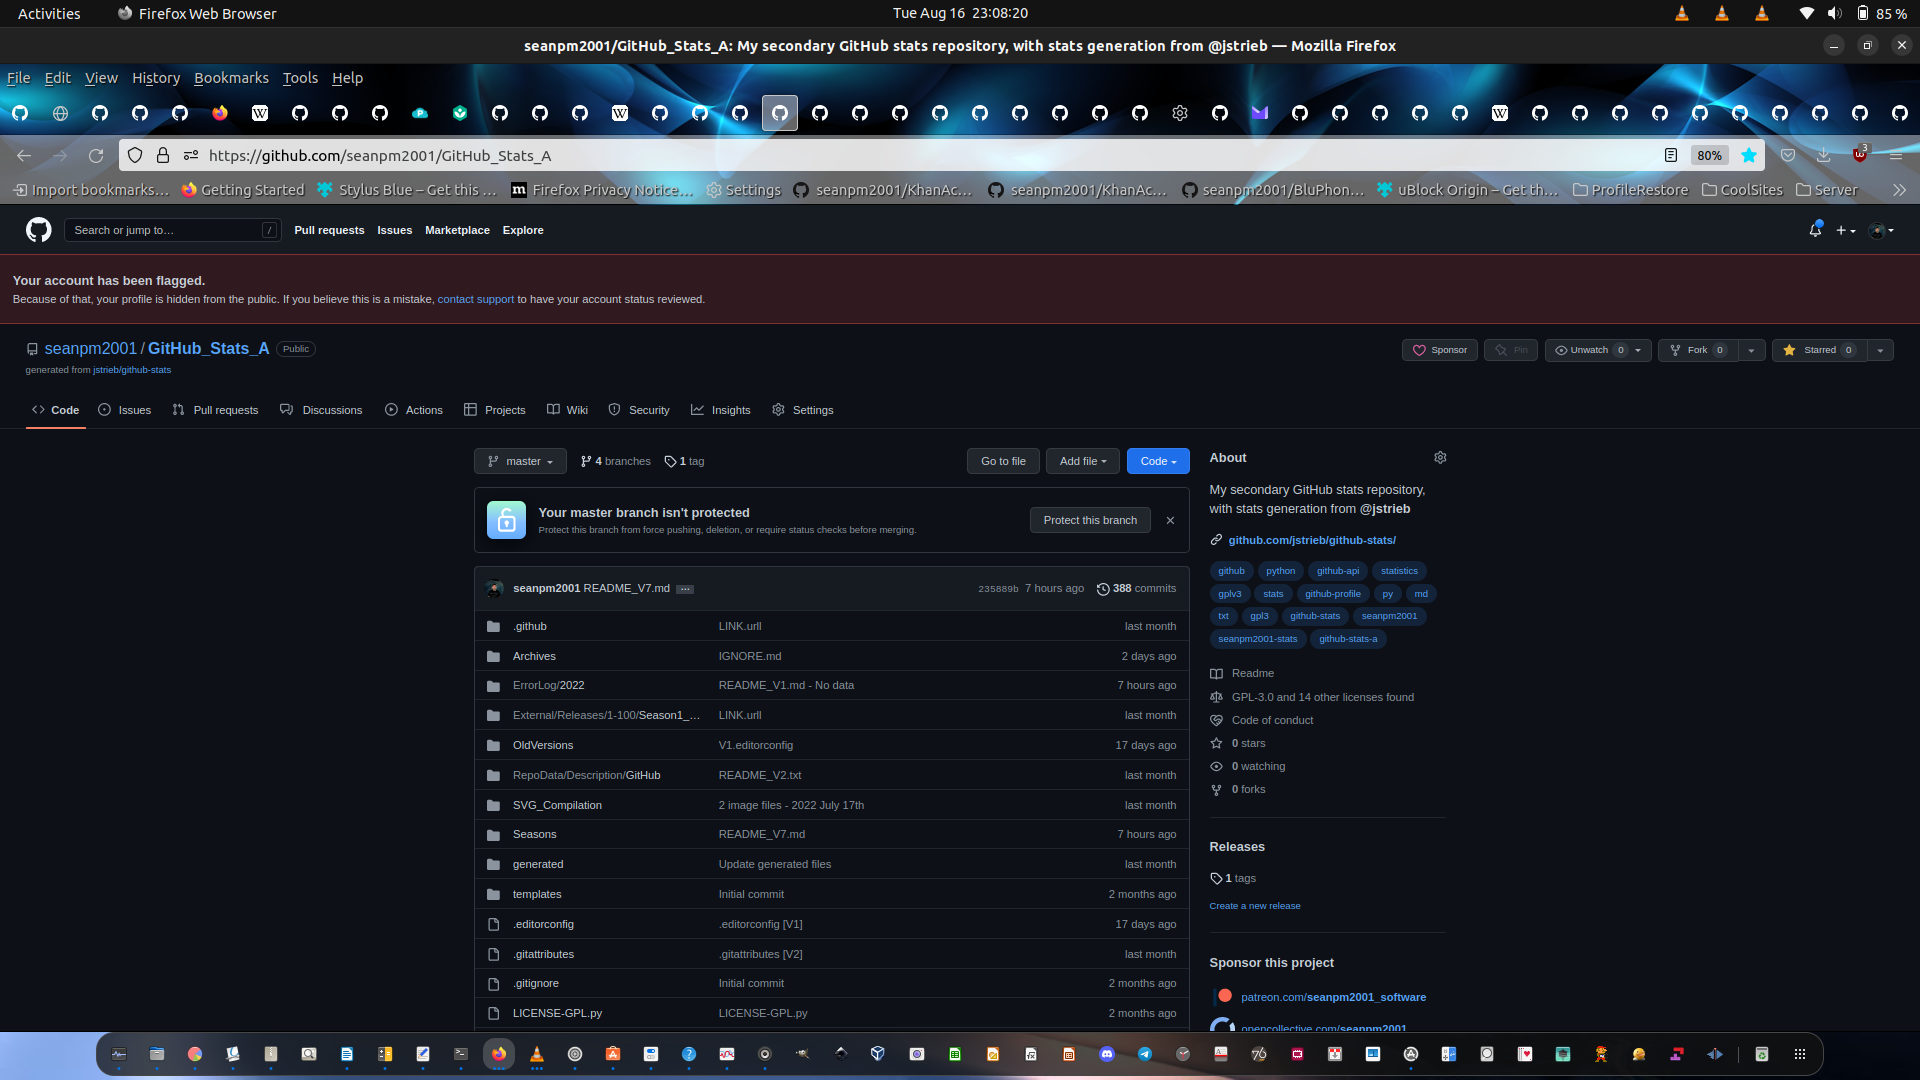 Activities Firefox Web Browser Tue Aug 16 23:08:20 85 %
seanpm2001/GitHub_Stats_A: My secondary GitHub stats repository, with stats generation from @jstrieb — Mozilla Firefox
File Edit View History Bookmarks Tools Help
https://github.com/seanpm2001/GitHub_Stats_A 80% 3
Import bookmarks… Getting Started Stylus Blue – Get this … Firefox Privacy Notice… Settings seanpm2001/KhanAc… seanpm2001/KhanAc… seanpm2001/BluPhon… uBlock Origin – Get th… ProfileRestore CoolSites Server
Search or jump to… / Pull requests Issues Marketplace Explore
Your account has been flagged.
Because of that, your profile is hidden from the public. If you believe this is a mistake, contact support to have your account status reviewed.
seanpm2001 / GitHub_Stats_A Public
Sponsor Pin Unwatch 0 Fork 0 Starred 0
generated from jstrieb/github-stats
Code Issues Pull requests Discussions Actions Projects Wiki Security Insights Settings
master 4 branches 1 tag Go to file Add file Code
Your master branch isn't protected
Protect this branch from force pushing, deletion, or require status checks before merging.
Protect this branch
seanpm2001 README_V7.md ... 235889b 7 hours ago 388 commits
.github LINK.urll last month
Archives IGNORE.md 2 days ago
ErrorLog/2022 README_V1.md - No data 7 hours ago
External/Releases/1-100/Season1_… LINK.urll last month
OldVersions V1.editorconfig 17 days ago
RepoData/Description/GitHub README_V2.txt last month
SVG_Compilation 2 image files - 2022 July 17th last month
Seasons README_V7.md 7 hours ago
generated Update generated files last month
templates Initial commit 2 months ago
.editorconfig .editorconfig [V1] 17 days ago
.gitattributes .gitattributes [V2] last month
.gitignore Initial commit 2 months ago
LICENSE-GPL.py LICENSE-GPL.py 2 months ago
About
My secondary GitHub stats repository,
with stats generation from @jstrieb
github.com/jstrieb/github-stats/
github python github-api statistics
gplv3 stats github-profile py md
txt gpl3 github-stats seanpm2001
seanpm2001-stats github-stats-a
Readme
GPL-3.0 and 14 other licenses found
Code of conduct
0 stars
0 watching
0 forks
Releases
1 tags
Create a new release
Sponsor this project
patreon.com/seanpm2001_software
opencollective.com/seanpm2001